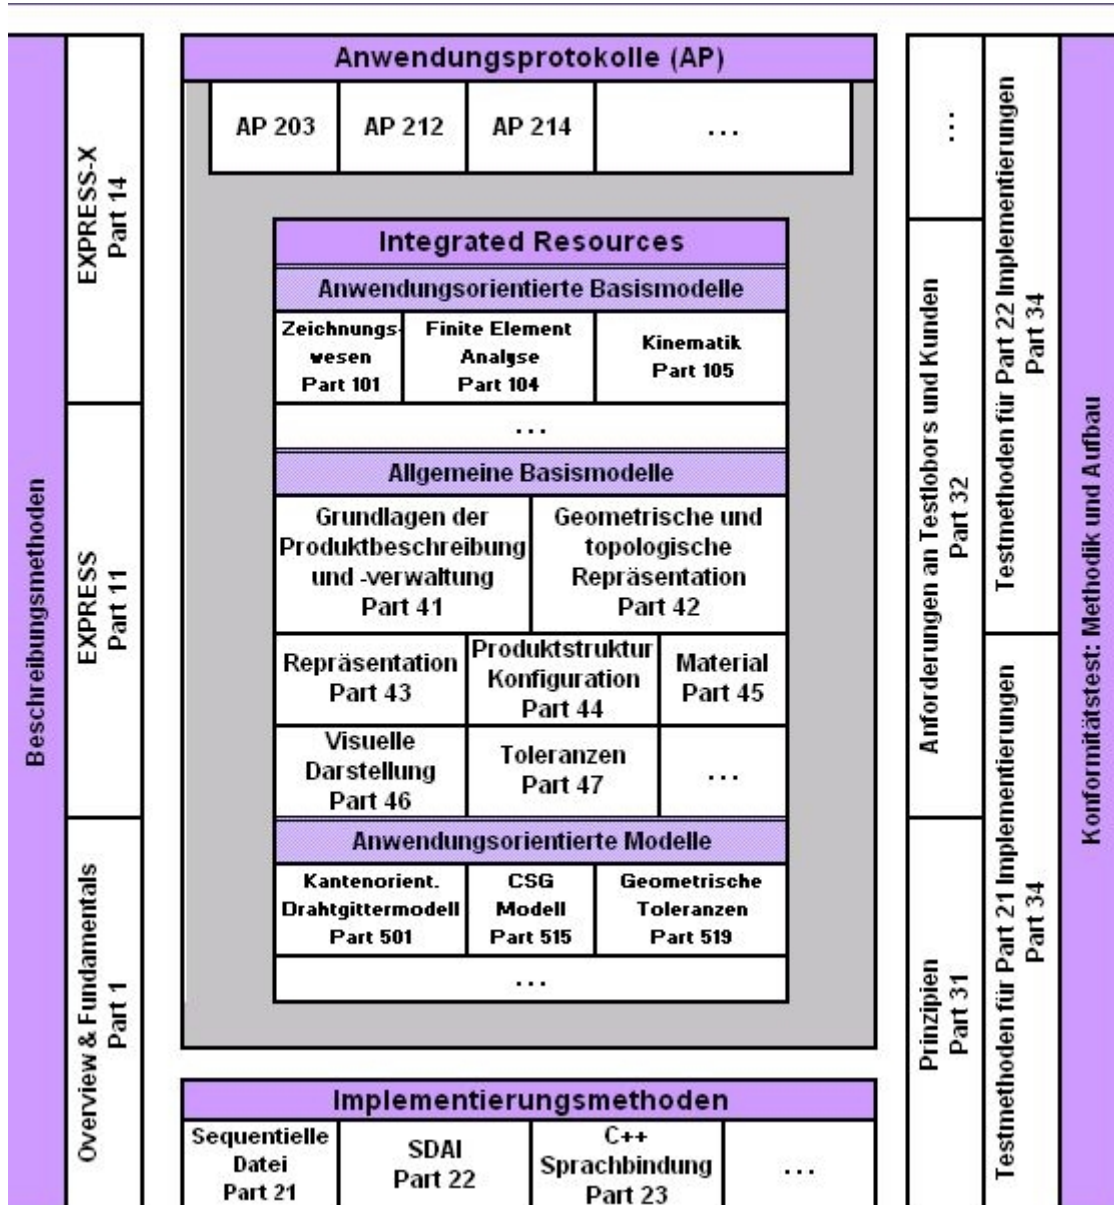 Beschreibungsmethoden
EXPRESS-X
Part 14
EXPRESS
Part 11
Overview & Fundamentals
Part 1
Anwendungsprotokolle (AP)
AP 203
AP 212
AP 214
...
Integrated Resources
Anwendungsorientierte Basismodelle
Zeichnungs-
wesen
Part 101
Finite Element
Analyse
Part 104
Kinematik
Part 105
...
Allgemeine Basismodelle
Grundlagen der
Produktbeschreibung
und -verwaltung
Part 41
Geometrische und
topologische
Repräsentation
Part 42
Repräsentation
Part 43
Produktstruktur
Konfiguration
Part 44
Material
Part 45
Visuelle
Darstellung
Part 46
Toleranzen
Part 47
...
Anwendungsorientierte Modelle
Kantenorient.
Drahtgittermodell
Part 501
CSG
Modell
Part 515
Geometrische
Toleranzen
Part 519
...
Implementierungsmethoden
Sequentielle
Datei
Part 21
SDAI
Part 22
C++
Sprachbindung
Part 23
...
...
Anforderungen an Testlobors und Kunden
Part 32
Prinzipien
Part 31
Testmethoden für Part 22 Implementierungen
Part 34
Testmethoden für Part 21 Implementierungen
Part 34
Konformitätstest: Methodik und Aufbau